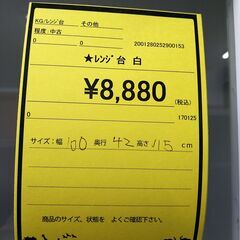 KG/レンジ台 その他
程度:中古
0 0 2001280252900153
★ﾚﾝｼﾞ台 白
¥8,880
(税込)
0 170125
サイズ:幅 100 奥行 42 高さ 115 cm
商品のサイズ、状態を よくご確認下さい